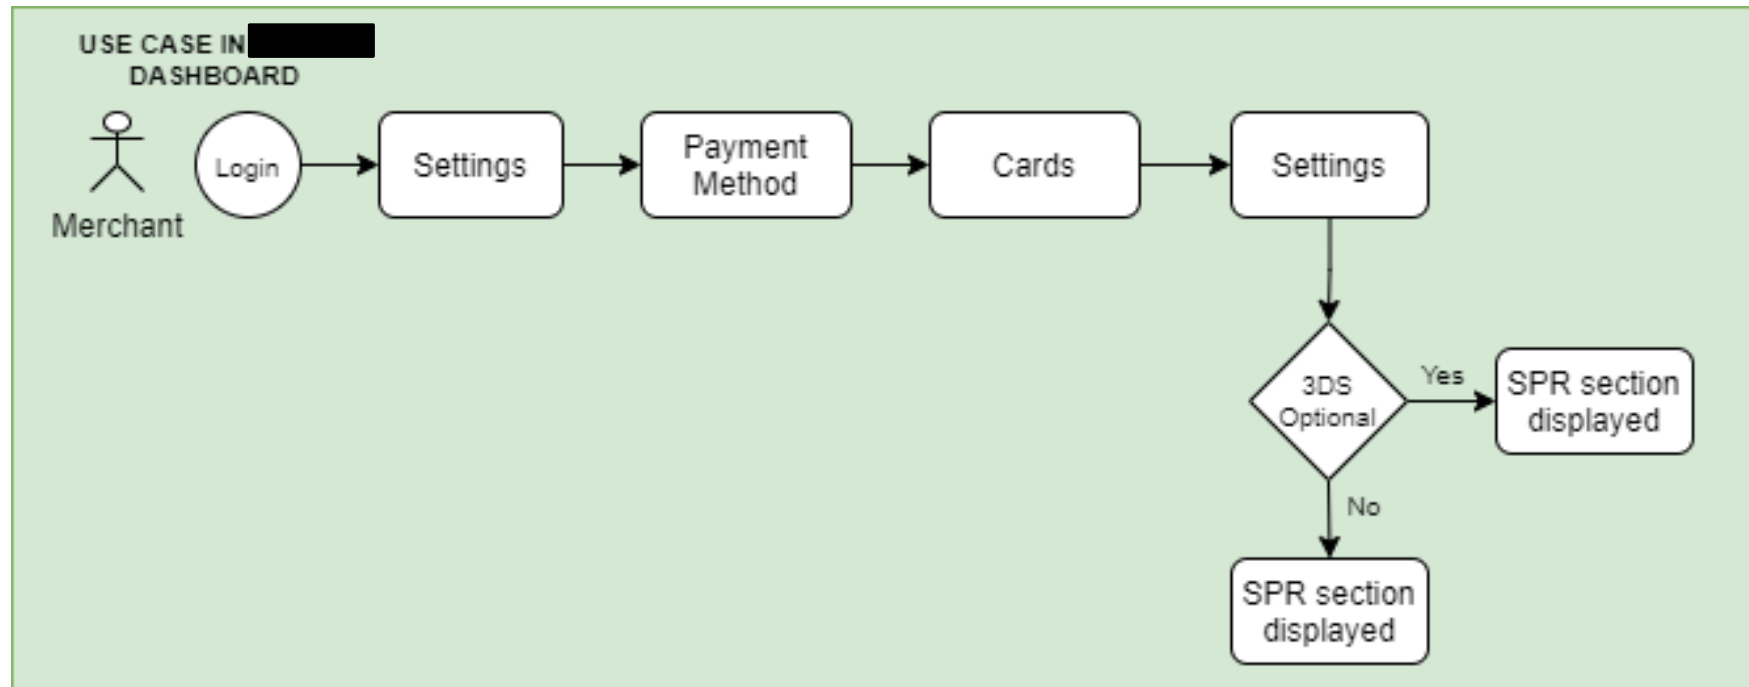 USE CASE IN
DASHBOARD
Merchant
Login
Settings
Payment
Method
Cards
Settings
3DS
Optional
Yes
SPR section
displayed
No
SPR section
displayed